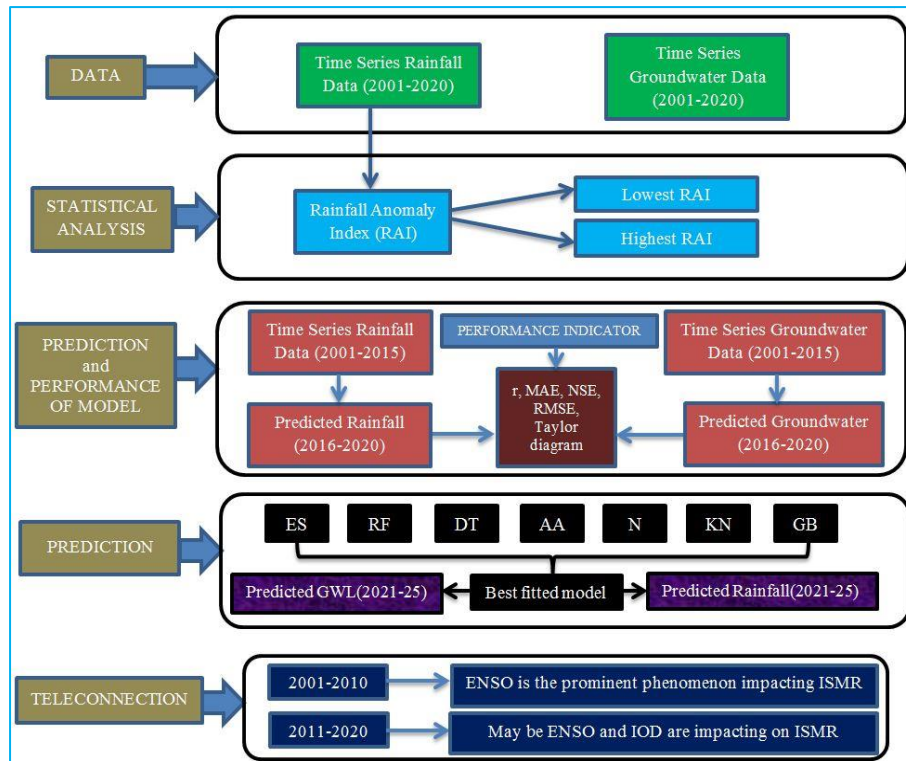 DATA
Time Series Rainfall
Data (2001-2020)
Time Series
Groundwater Data
(2001-2020)
STATISTICAL
ANALYSIS
Rainfall Anomaly
Index (RAI)
Lowest RAI
Highest RAI
PREDICTION
and
PERFORMANCE
OF MODEL
Time Series Rainfall
Data (2001-2015)
PERFORMANCE INDICATOR
Time Series Groundwater
Data (2001-2015)
r, MAE, NSE,
RMSE,
Taylor
diagram
Predicted Rainfall
(2016-2020)
Predicted Groundwater
(2016-2020)
PREDICTION
ES
RF
DT
AA
N
KN
GB
Predicted GWL(2021-25)
Best fitted model
Predicted Rainfall(2021-25)
TELECONNECTION
2001-2010
ENSO is the prominent phenomenon impacting ISMR
2011-2020
May be ENSO and IOD are impacting on ISMR